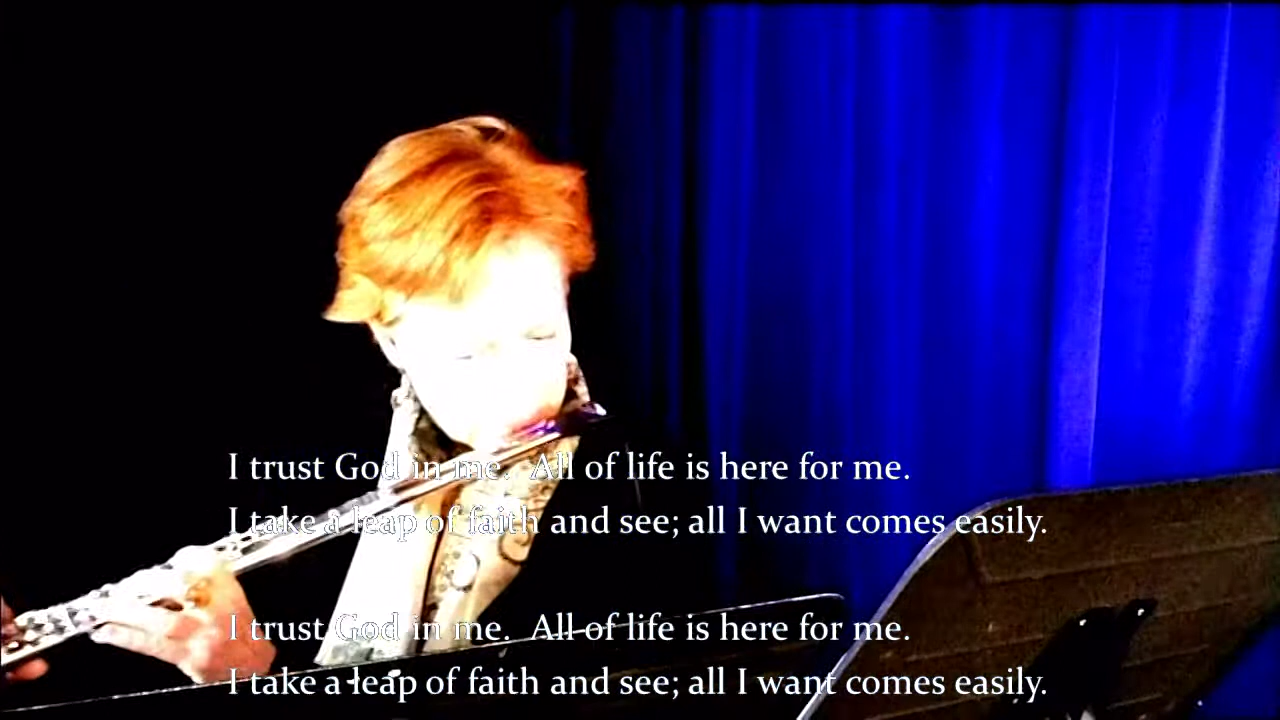 I trust God in me.  All of life is here for me.
I take a leap of faith and see; all I want comes easily.
I trust God in me.  All of life is here for me.
I take a leap of faith and see; all I want comes easily.